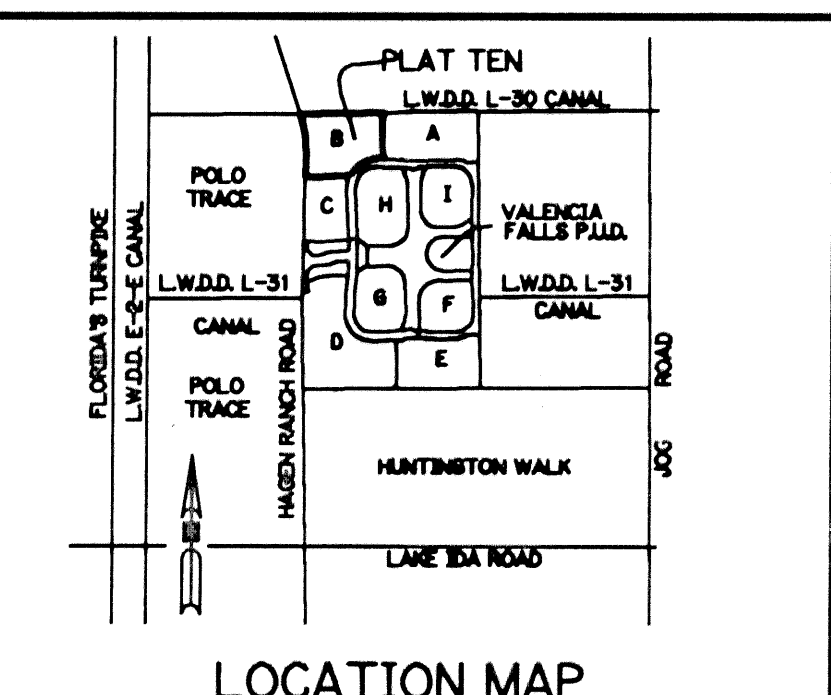 PLAT TEN
L.W.D.D. L-30 CANAL
B
A
POLO
TRACE
C
H
I
VALENCIA
FALLS P.U.D.
FLORIDA'S TURNPIKE
L.W.D.D. E-2-E CANAL
L.W.D.D. L-31
CANAL
L.W.D.D. L-31
CANAL
G
F
D
E
POLO
TRACE
HAGEN RANCH ROAD
JOG ROAD
HUNTINGTON WALK
LAKE IDA ROAD
LOCATION MAP